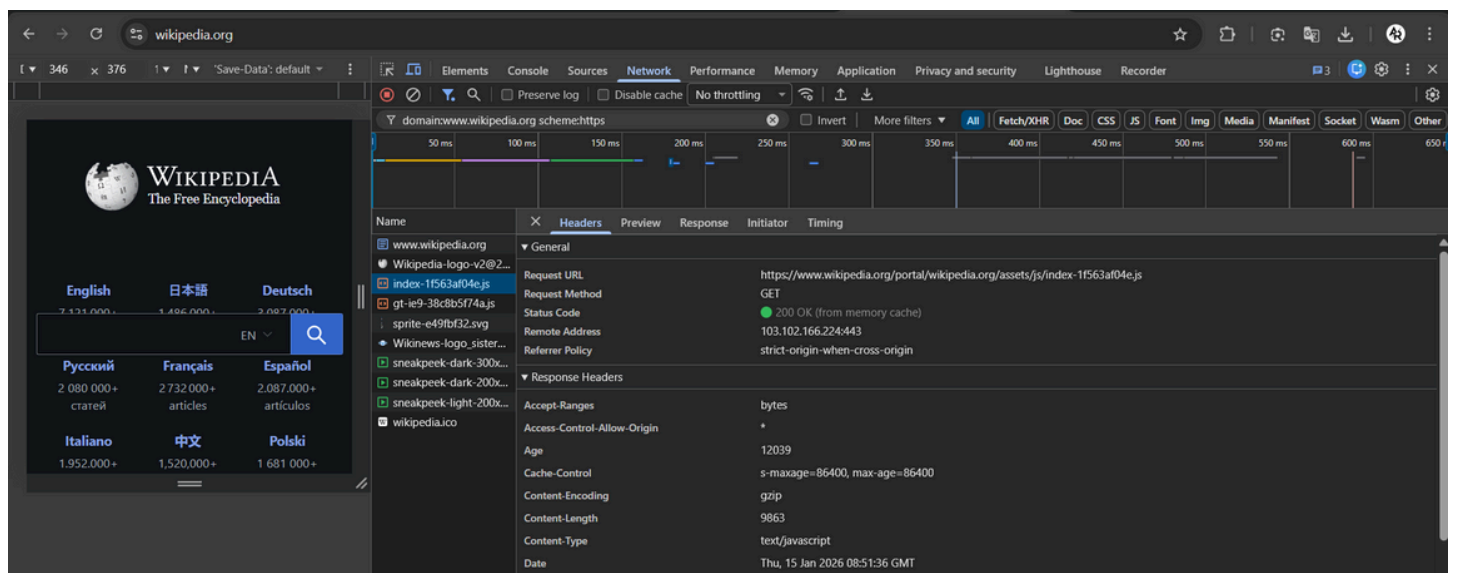 wikipedia.org
346 × 376 'Save-Data': default
Elements Console Sources Network Performance Memory Application Privacy and security Lighthouse Recorder 3
Preserve log Disable cache No throttling
domain:www.wikipedia.org scheme:https Invert More filters All Fetch/XHR Doc CSS JS Font Img Media Manifest Socket Wasm Other
50 ms 100 ms 150 ms 200 ms 250 ms 300 ms 350 ms 400 ms 450 ms 500 ms 550 ms 600 ms 650
WIKIPEDIA
The Free Encyclopedia
English 日本語 Deutsch
7,121,000+ 1,486,000+ 3.087.000+
EN
Русский Français Español
2 080 000+ 2 732 000+ 2.087.000+
статей articles artículos
Italiano 中文 Polski
1.952.000+ 1,520,000+ 1 681 000+
Name
www.wikipedia.org
Wikipedia-logo-v2@2...
index-1f563af04e.js
gt-ie9-38c8b5f74a.js
sprite-e49fbf32.svg
Wikinews-logo_sister...
sneakpeek-dark-300x...
sneakpeek-dark-200x...
sneakpeek-light-200x...
wikipedia.ico
Headers Preview Response Initiator Timing
General
Request URL https://www.wikipedia.org/portal/wikipedia.org/assets/js/index-1f563af04e.js
Request Method GET
Status Code 200 OK (from memory cache)
Remote Address 103.102.166.224:443
Referrer Policy strict-origin-when-cross-origin
Response Headers
Accept-Ranges bytes
Access-Control-Allow-Origin *
Age 12039
Cache-Control s-maxage=86400, max-age=86400
Content-Encoding gzip
Content-Length 9863
Content-Type text/javascript
Date Thu, 15 Jan 2026 08:51:36 GMT